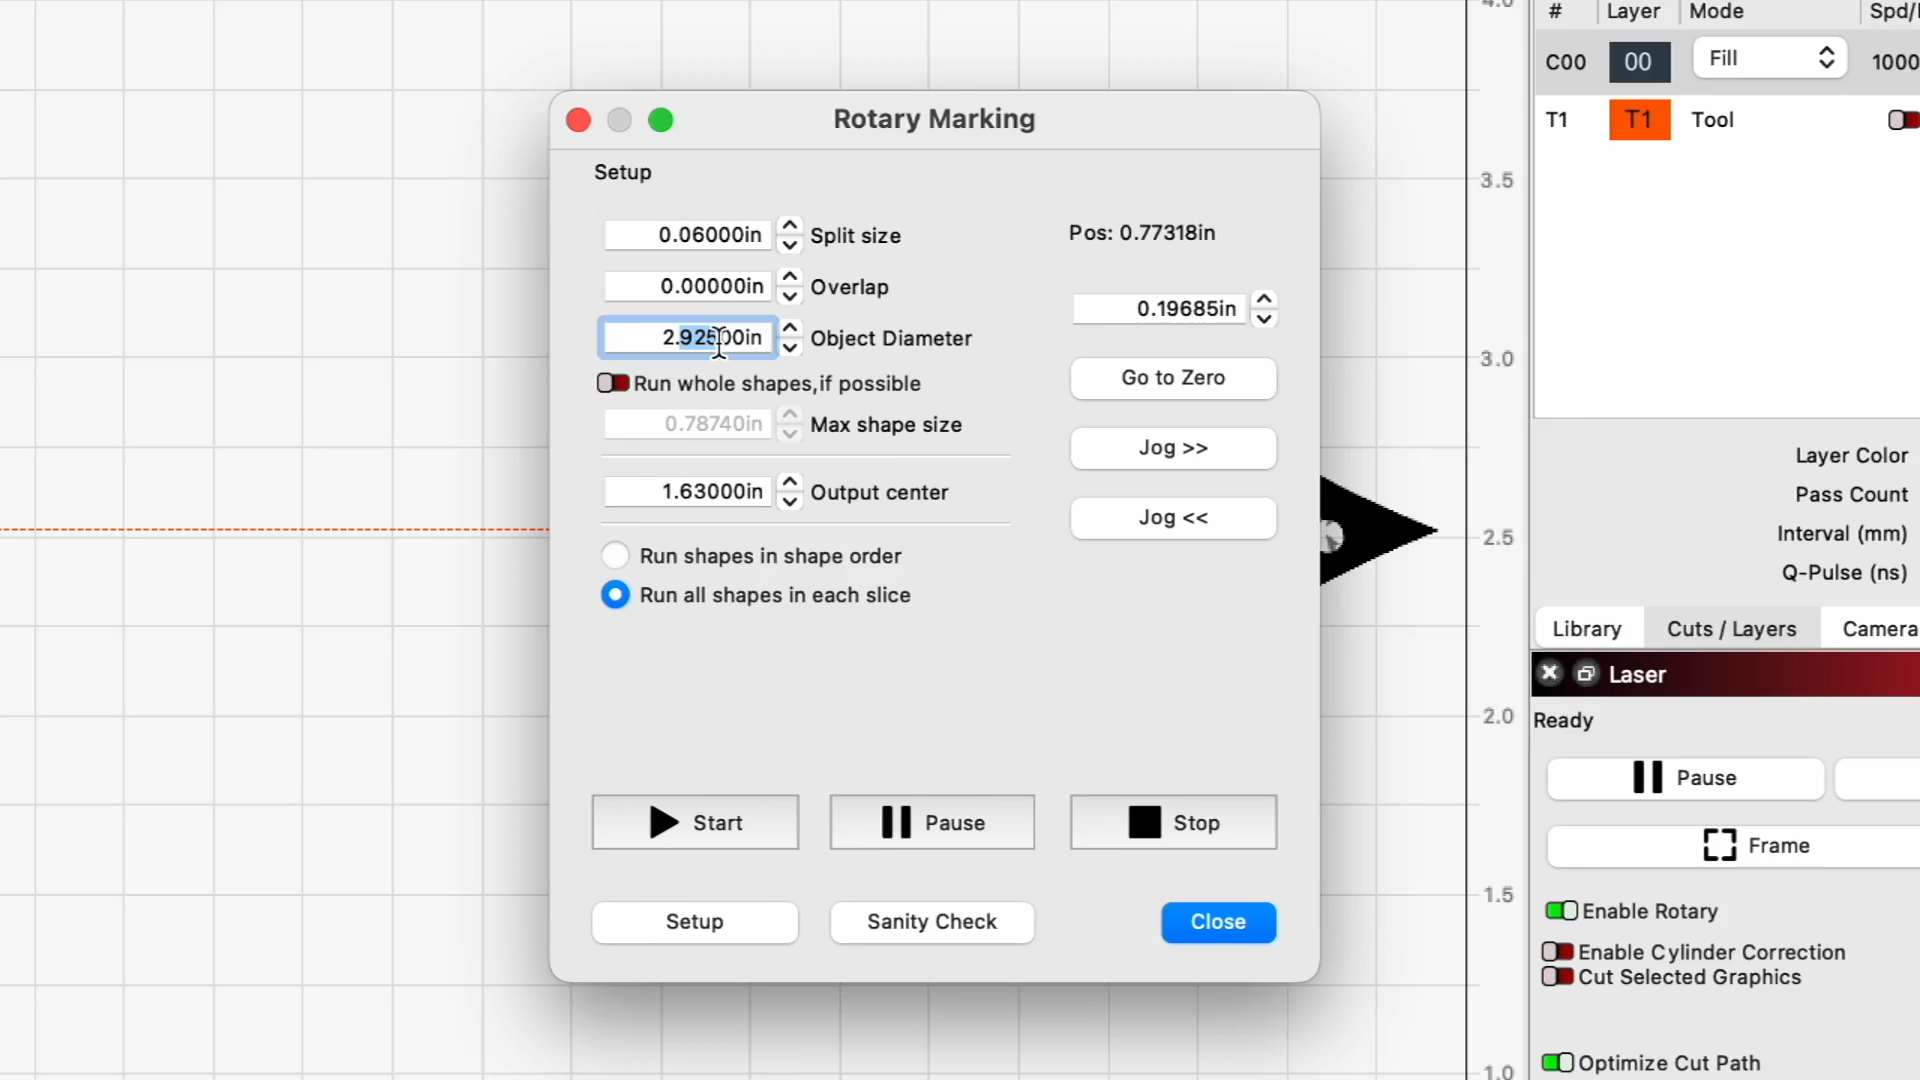 Rotary Marking
Setup
0.06000in Split size
0.00000in Overlap
2.92500in Object Diameter
Run whole shapes,if possible
0.78740in Max shape size
1.63000in Output center
Run shapes in shape order
Run all shapes in each slice
Pos: 0.77318in
0.19685in
Go to Zero
Jog >>
Jog <<
Start Pause Stop
Setup Sanity Check Close
4.0
3.5
3.0
2.5
2.0
1.5
1.0
# Layer Mode Spd/
C00 00 Fill 1000
T1 T1 Tool
Layer Color
Pass Count
Interval (mm)
Q-Pulse (ns)
Library Cuts / Layers Camera
Laser
Ready
Pause
Frame
Enable Rotary
Enable Cylinder Correction
Cut Selected Graphics
Optimize Cut Path